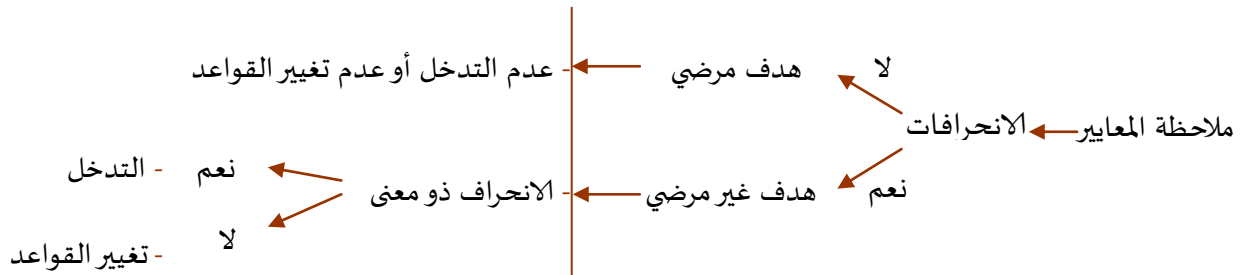 لا هدف مرضي - عدم التدخل أو عدم تغيير القواعد
ملاحظة المعايير الانحرافات
نعم هدف غير مرضي - الانحراف ذو معنى نعم - التدخل
لا - تغيير القواعد